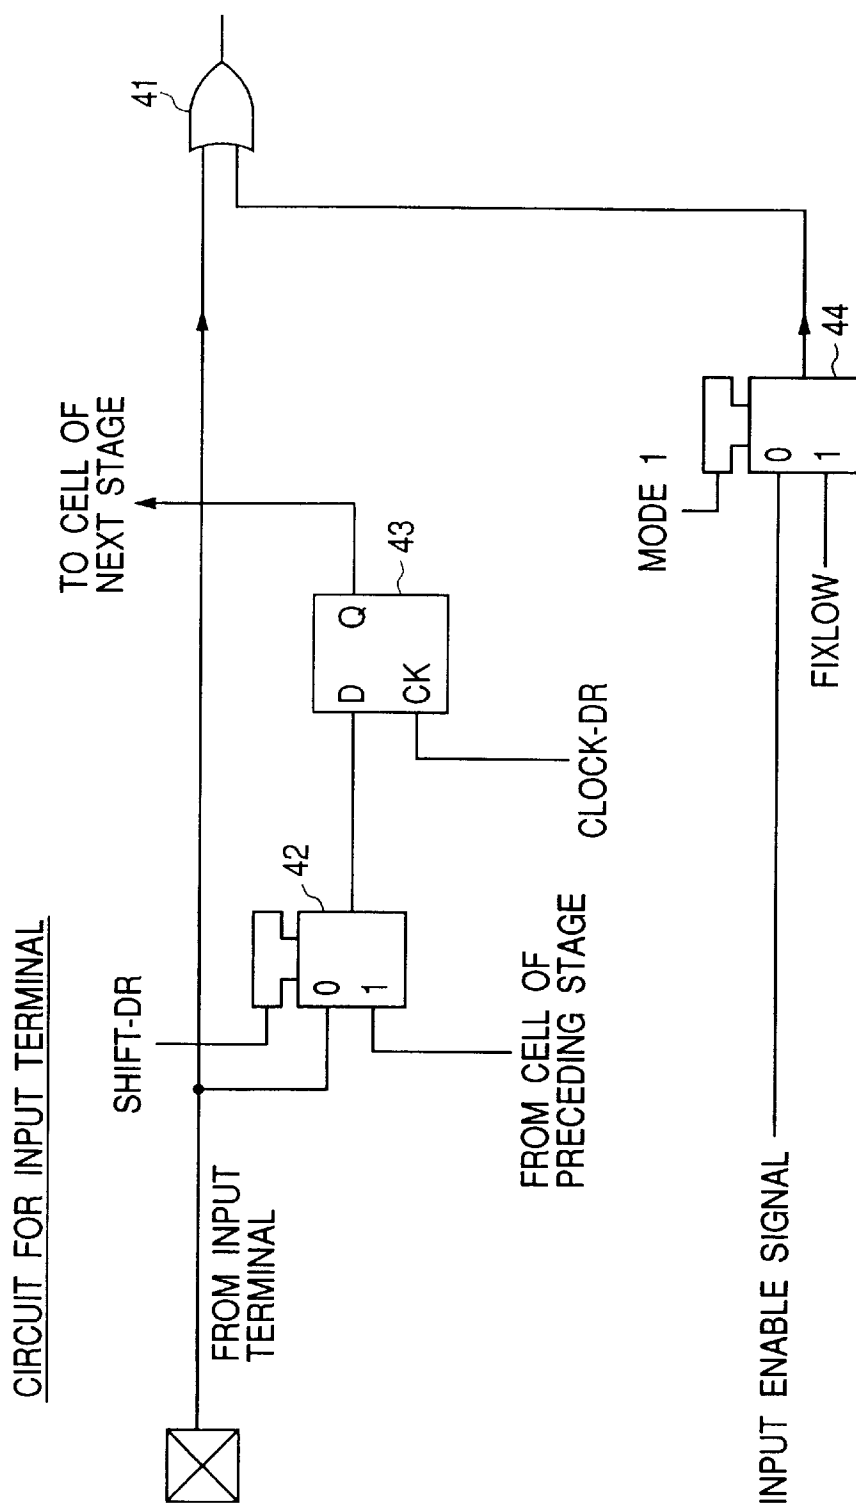 CIRCUIT FOR INPUT TERMINAL
FROM INPUT
TERMINAL
SHIFT-DR
0
1
42
FROM CELL OF
PRECEDING STAGE
D
Q
CK
43
CLOCK-DR
TO CELL OF
NEXT STAGE
41
INPUT ENABLE SIGNAL
MODE 1
0
1
44
FIXLOW